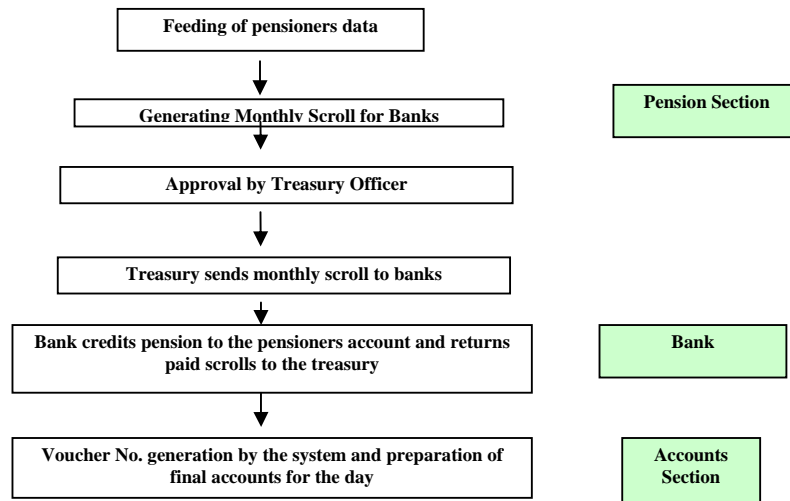 Feeding of pensioners data
Generating Monthly Scroll for Banks
Pension Section
Approval by Treasury Officer
Treasury sends monthly scroll to banks
Bank credits pension to the pensioners account and returns
paid scrolls to the treasury
Bank
Voucher No. generation by the system and preparation of
final accounts for the day
Accounts
Section